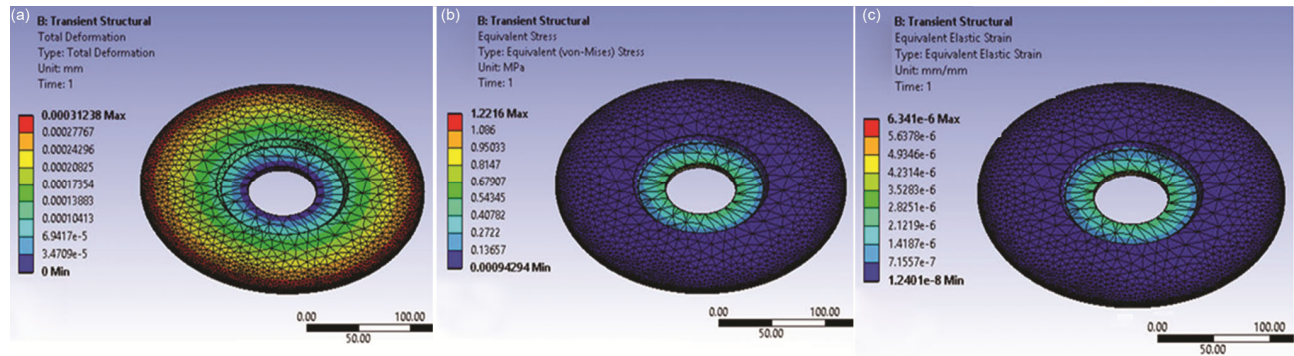 (a)
B: Transient Structural
Total Deformation
Type: Total Deformation
Unit: mm
Time: 1
0.00031238 Max
0.00027767
0.00024296
0.00020825
0.00017354
0.00013883
0.00010413
6.9417e-5
3.4709e-5
0 Min
0.00 100.00
50.00
(b)
B: Transient Structural
Equivalent Stress
Type: Equivalent (von-Mises) Stress
Unit: MPa
Time: 1
1.2216 Max
1.086
0.95033
0.8147
0.67907
0.54345
0.40782
0.2722
0.13657
0.00094294 Min
0.00 100.00
50.00
(c)
B: Transient Structural
Equivalent Elastic Strain
Type: Equivalent Elastic Strain
Unit: mm/mm
Time: 1
6.341e-6 Max
5.6378e-6
4.9346e-6
4.2314e-6
3.5283e-6
2.8251e-6
2.1219e-6
1.4187e-6
7.1557e-7
1.2401e-8 Min
0.00 100.00
50.00